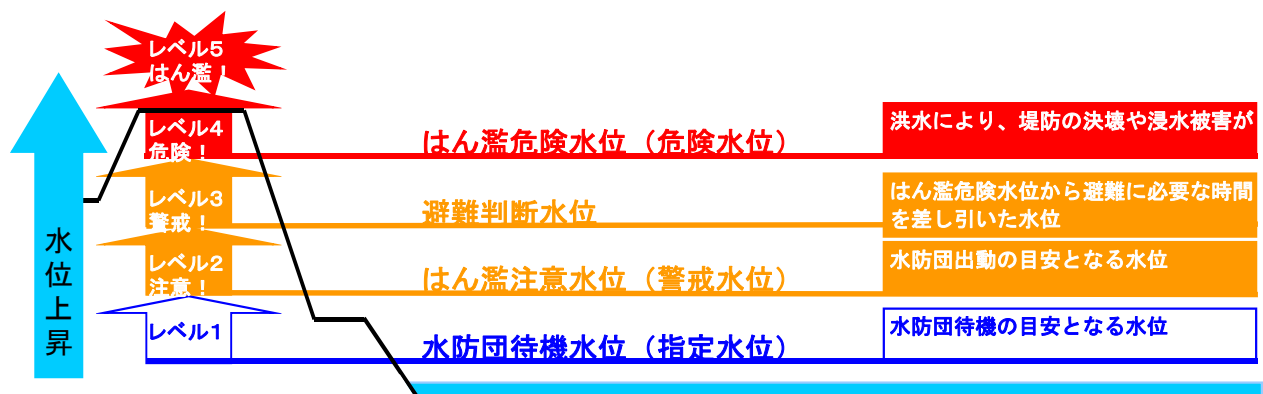 レベル5
はん濫！
レベル4
危険！
はん濫危険水位（危険水位）
洪水により、堤防の決壊や浸水被害が
レベル3
警戒！
避難判断水位
はん濫危険水位から避難に必要な時間
を差し引いた水位
レベル2
注意！
はん濫注意水位（警戒水位）
水防団出動の目安となる水位
レベル1
水防団待機水位（指定水位）
水防団待機の目安となる水位
水位上昇